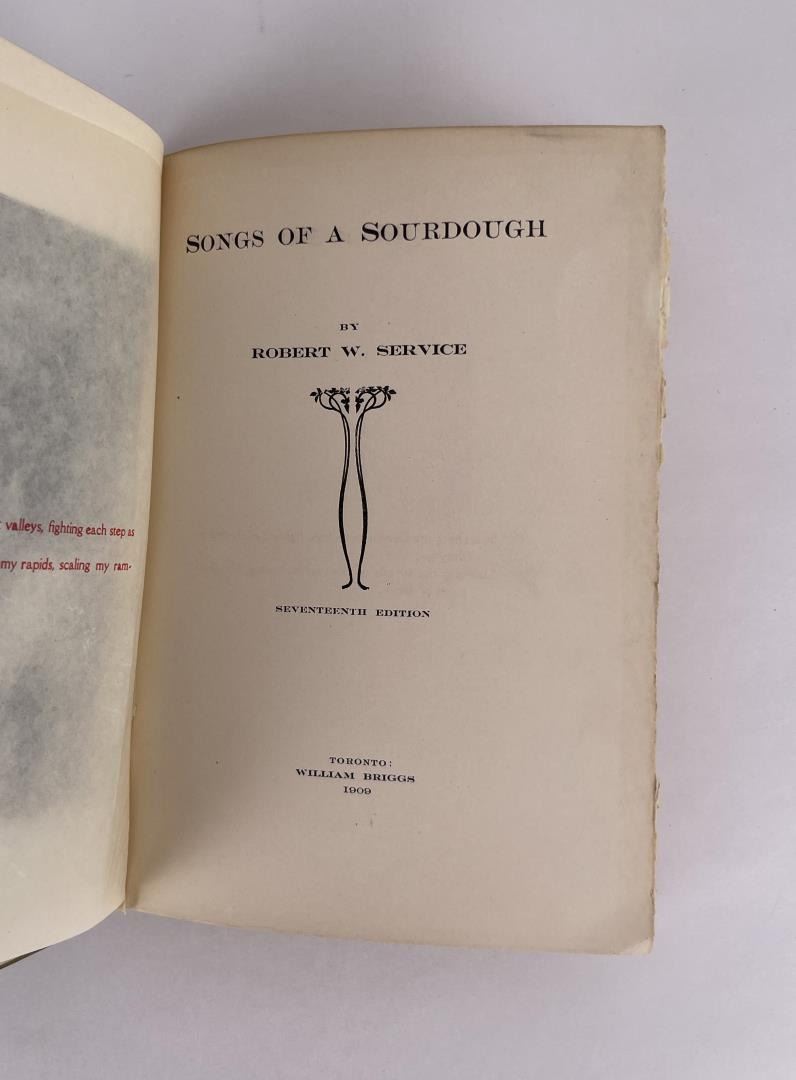 valleys, fighting each step as
my rapids, scaling my ram-
SONGS OF A SOURDOUGH
BY
ROBERT W. SERVICE
SEVENTEENTH EDITION
TORONTO:
WILLIAM BRIGGS
1909